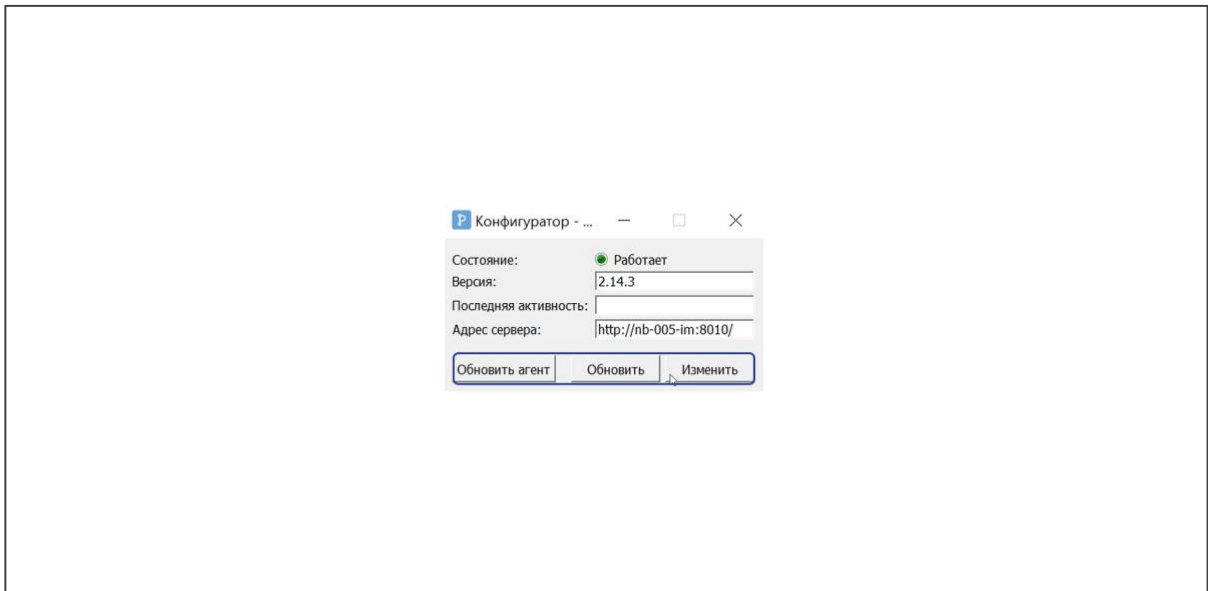 Конфигуратор - ...
Состояние: Работает
Версия: 2.14.3
Последняя активность:
Адрес сервера: http://nb-005-im:8010/
Обновить агент Обновить Изменить